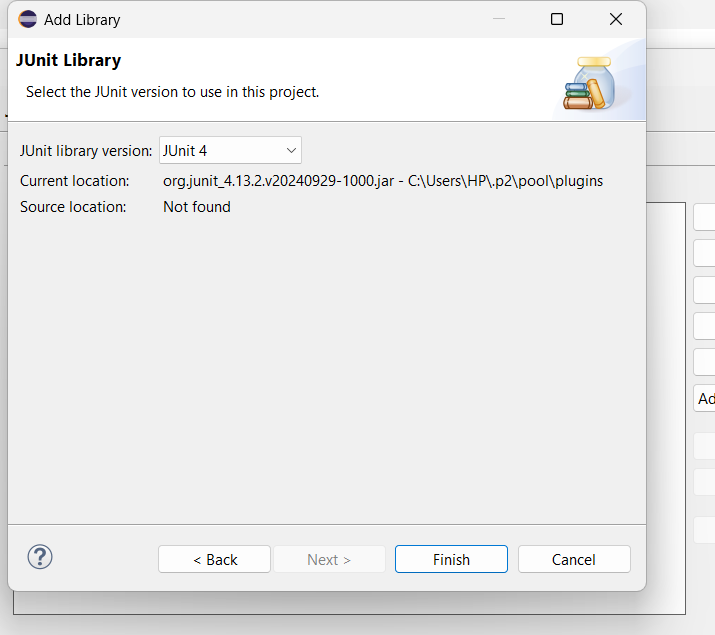 Add Library
JUnit Library
Select the JUnit version to use in this project.
JUnit library version: JUnit 4
Current location: org.junit_4.13.2.v20240929-1000.jar - C:\Users\HP\.p2\pool\plugins
Source location: Not found
Ad
? < Back Next > Finish Cancel